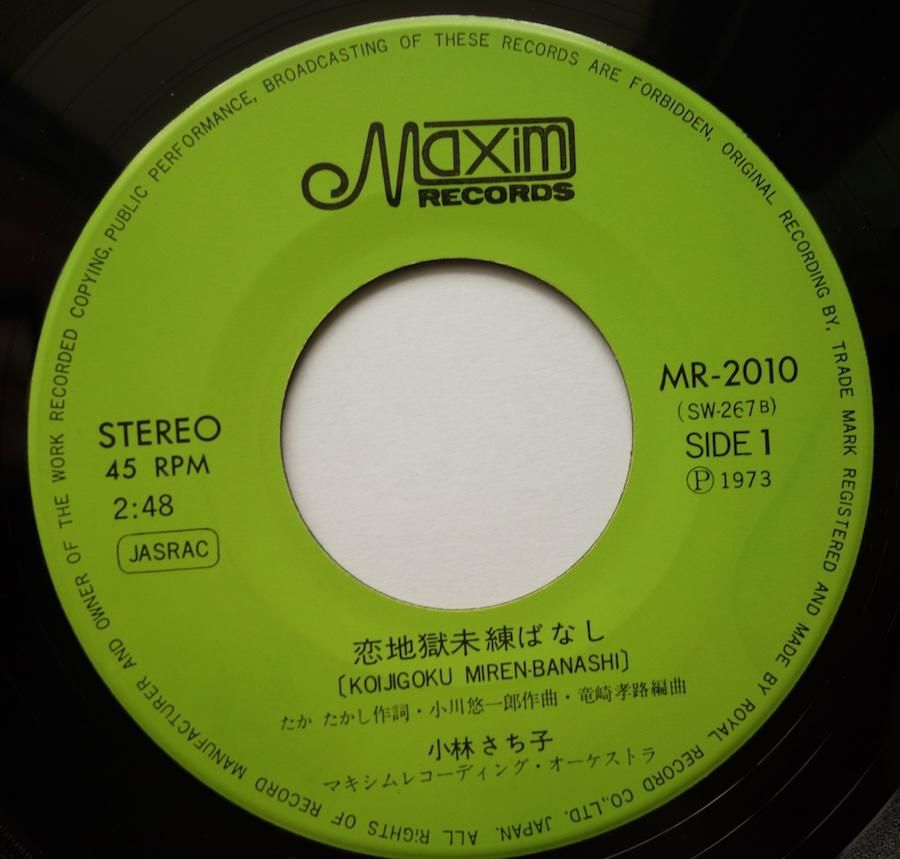 Maxim
RECORDS
MR-2010
(SW-267B)
SIDE 1
Ⓟ 1973
STEREO
45 RPM
2:48
JASRAC
恋地獄未練ばなし
〔KOIJIGOKU MIREN-BANASHI〕
たか たかし作詞・小川悠一郎作曲・竜崎孝路編曲
小林さち子
マキシムレコーディング・オーケストラ
ORIGINAL RECORDING BY, TRADE MARK REGISTERED AND MADE BY ROYAL RECORD CO.,LTD. JAPAN. ALL RIGHTS OF RECORD MANUFACTURER AND OWNER OF THE WORK RECORDED COPYING, PUBLIC PERFORMANCE, BROADCASTING OF THESE RECORDS ARE FORBIDDEN,